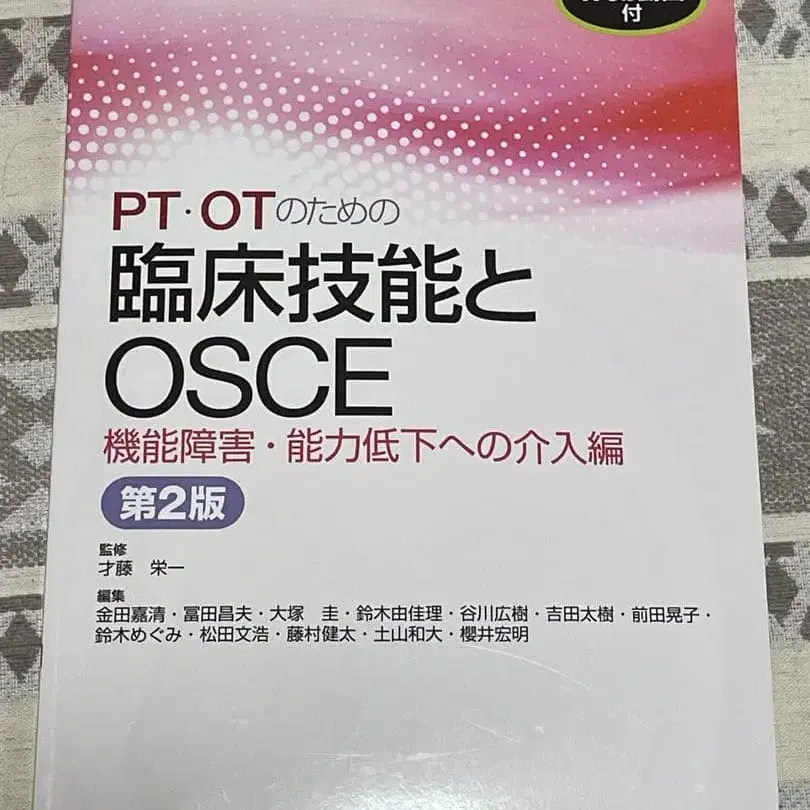 付
PT・OTのための
臨床技能と
OSCE
機能障害・能力低下への介入編
第2版
監修
才藤 栄一
編集
金田嘉清・冨田昌夫・大塚 圭・鈴木由佳理・谷川広樹・吉田太樹・前田晃子・
鈴木めぐみ・松田文浩・藤村健太・土山和大・櫻井宏明